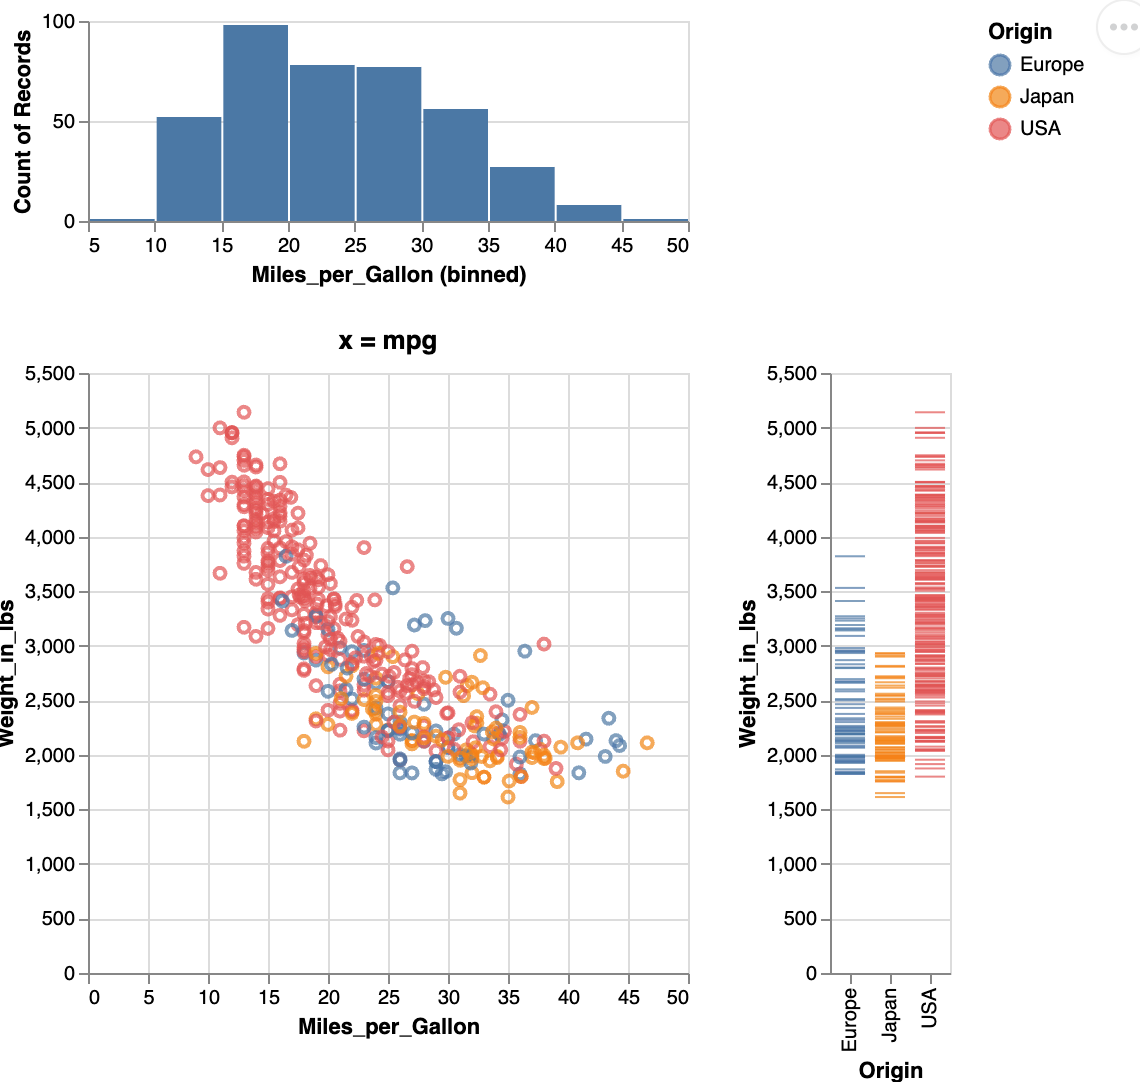 100
50
0
Count of Records
5 10 15 20 25 30 35 40 45 50
Miles_per_Gallon (binned)
Origin
Europe
Japan
USA
x = mpg
5,500
5,000
4,500
4,000
3,500
3,000
2,500
2,000
1,500
1,000
500
0
Weight_in_lbs
0 5 10 15 20 25 30 35 40 45 50
Miles_per_Gallon
5,500
5,000
4,500
4,000
3,500
3,000
2,500
2,000
1,500
1,000
500
0
Weight_in_lbs
Europe
Japan
USA
Origin